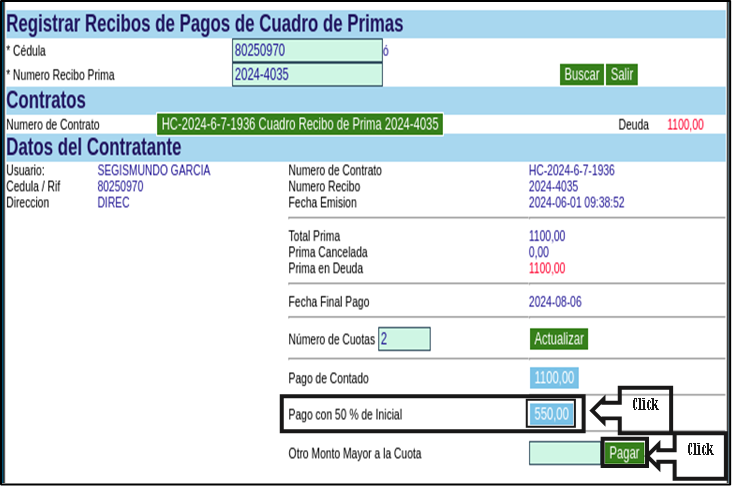 Registrar Recibos de Pagos de Cuadro de Primas
* Cédula 80250970 ó
* Numero Recibo Prima 2024-4035 Buscar Salir
Contratos
Numero de Contrato HC-2024-6-7-1936 Cuadro Recibo de Prima 2024-4035 Deuda 1100,00
Datos del Contratante
Usuario: SEGISMUNDO GARCIA Numero de Contrato HC-2024-6-7-1936
Cedula / Rif 80250970 Numero Recibo 2024-4035
Direccion DIREC Fecha Emision 2024-06-01 09:38:52
Total Prima 1100,00
Prima Cancelada 0,00
Prima en Deuda 1100,00
Fecha Final Pago 2024-08-06
Número de Cuotas 2 Actualizar
Pago de Contado 1100,00
Pago con 50 % de Inicial 550,00 Click
Otro Monto Mayor a la Cuota Pagar Click